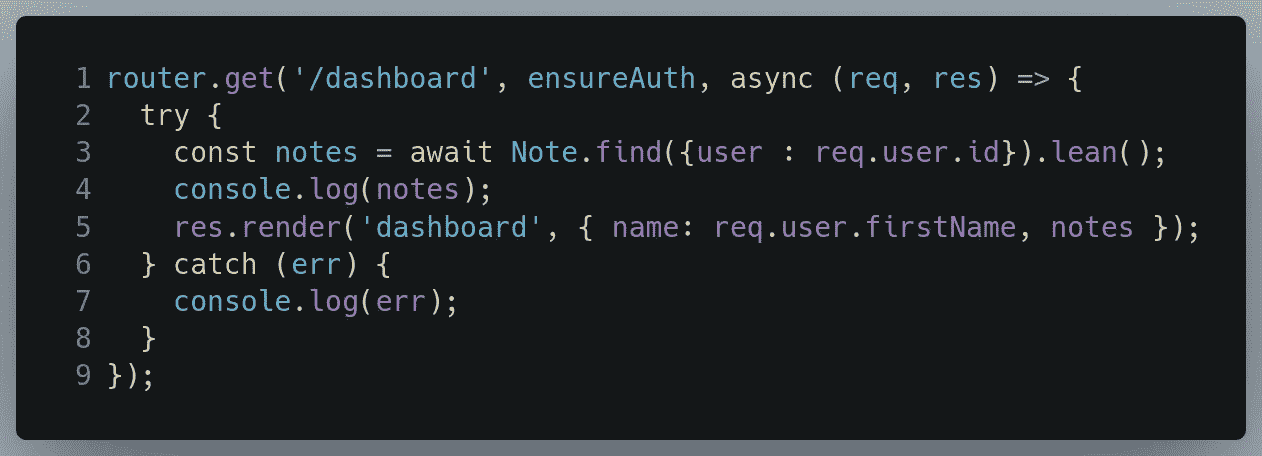 1 router.get('/dashboard', ensureAuth, async (req, res) => {
2   try {
3     const notes = await Note.find({user : req.user.id}).lean();
4     console.log(notes);
5     res.render('dashboard', { name: req.user.firstName, notes });
6   } catch (err) {
7     console.log(err);
8   }
9 });